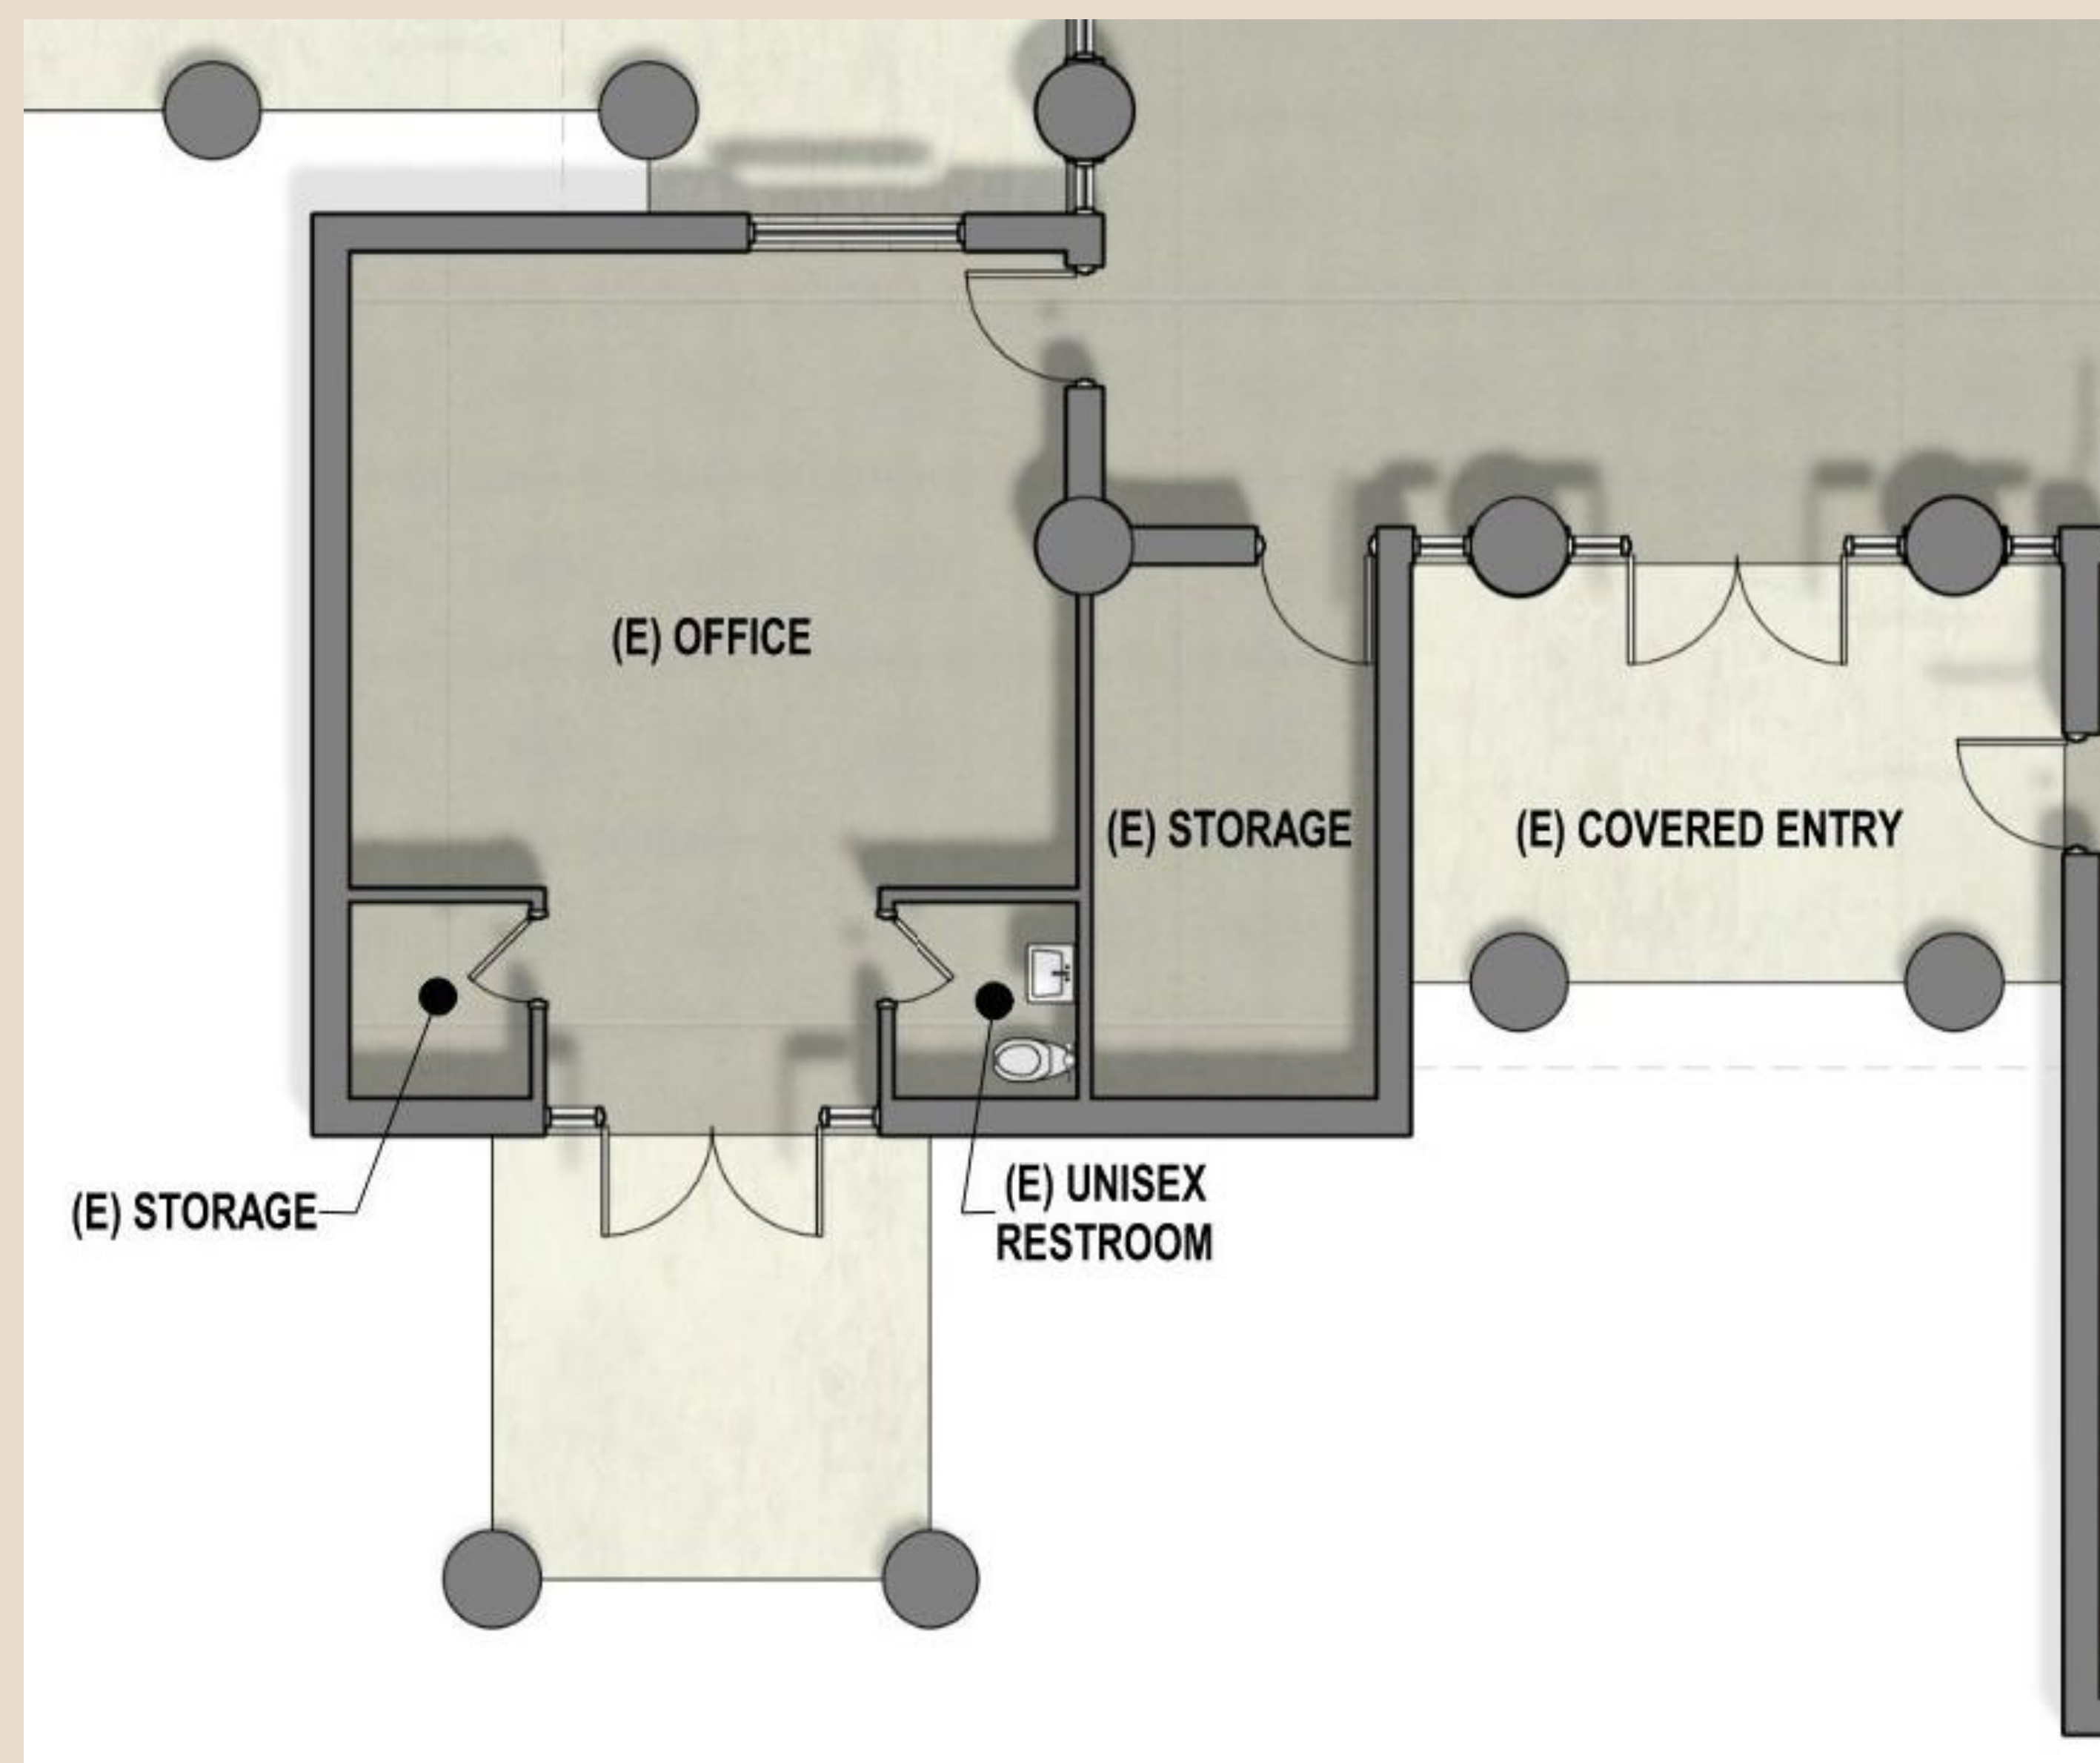 (E) OFFICE
(E) STORAGE
(E) COVERED ENTRY
(E) STORAGE
(E) UNISEX
RESTROOM